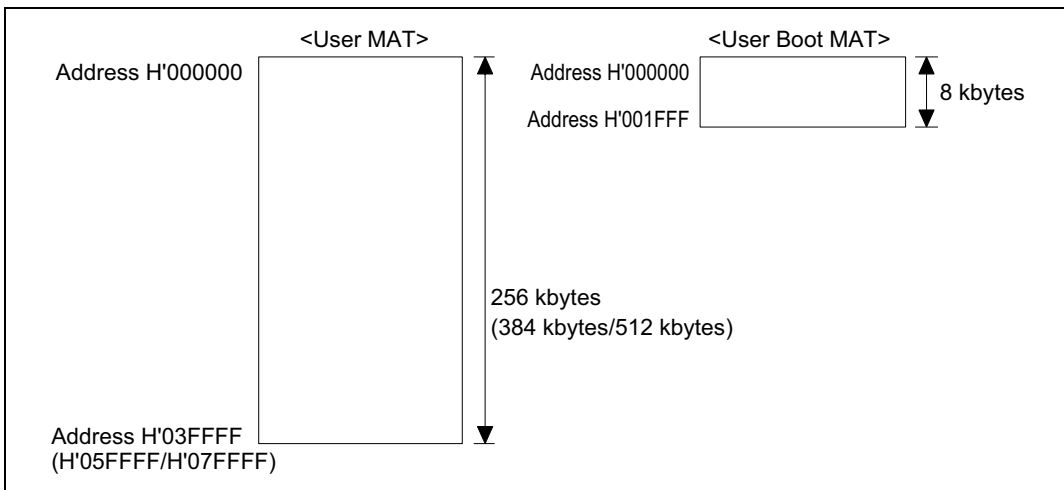 <User MAT>
Address H'000000
256 kbytes
(384 kbytes/512 kbytes)
Address H'03FFFF
(H'05FFFF/H'07FFFF)
<User Boot MAT>
Address H'000000
8 kbytes
Address H'001FFF